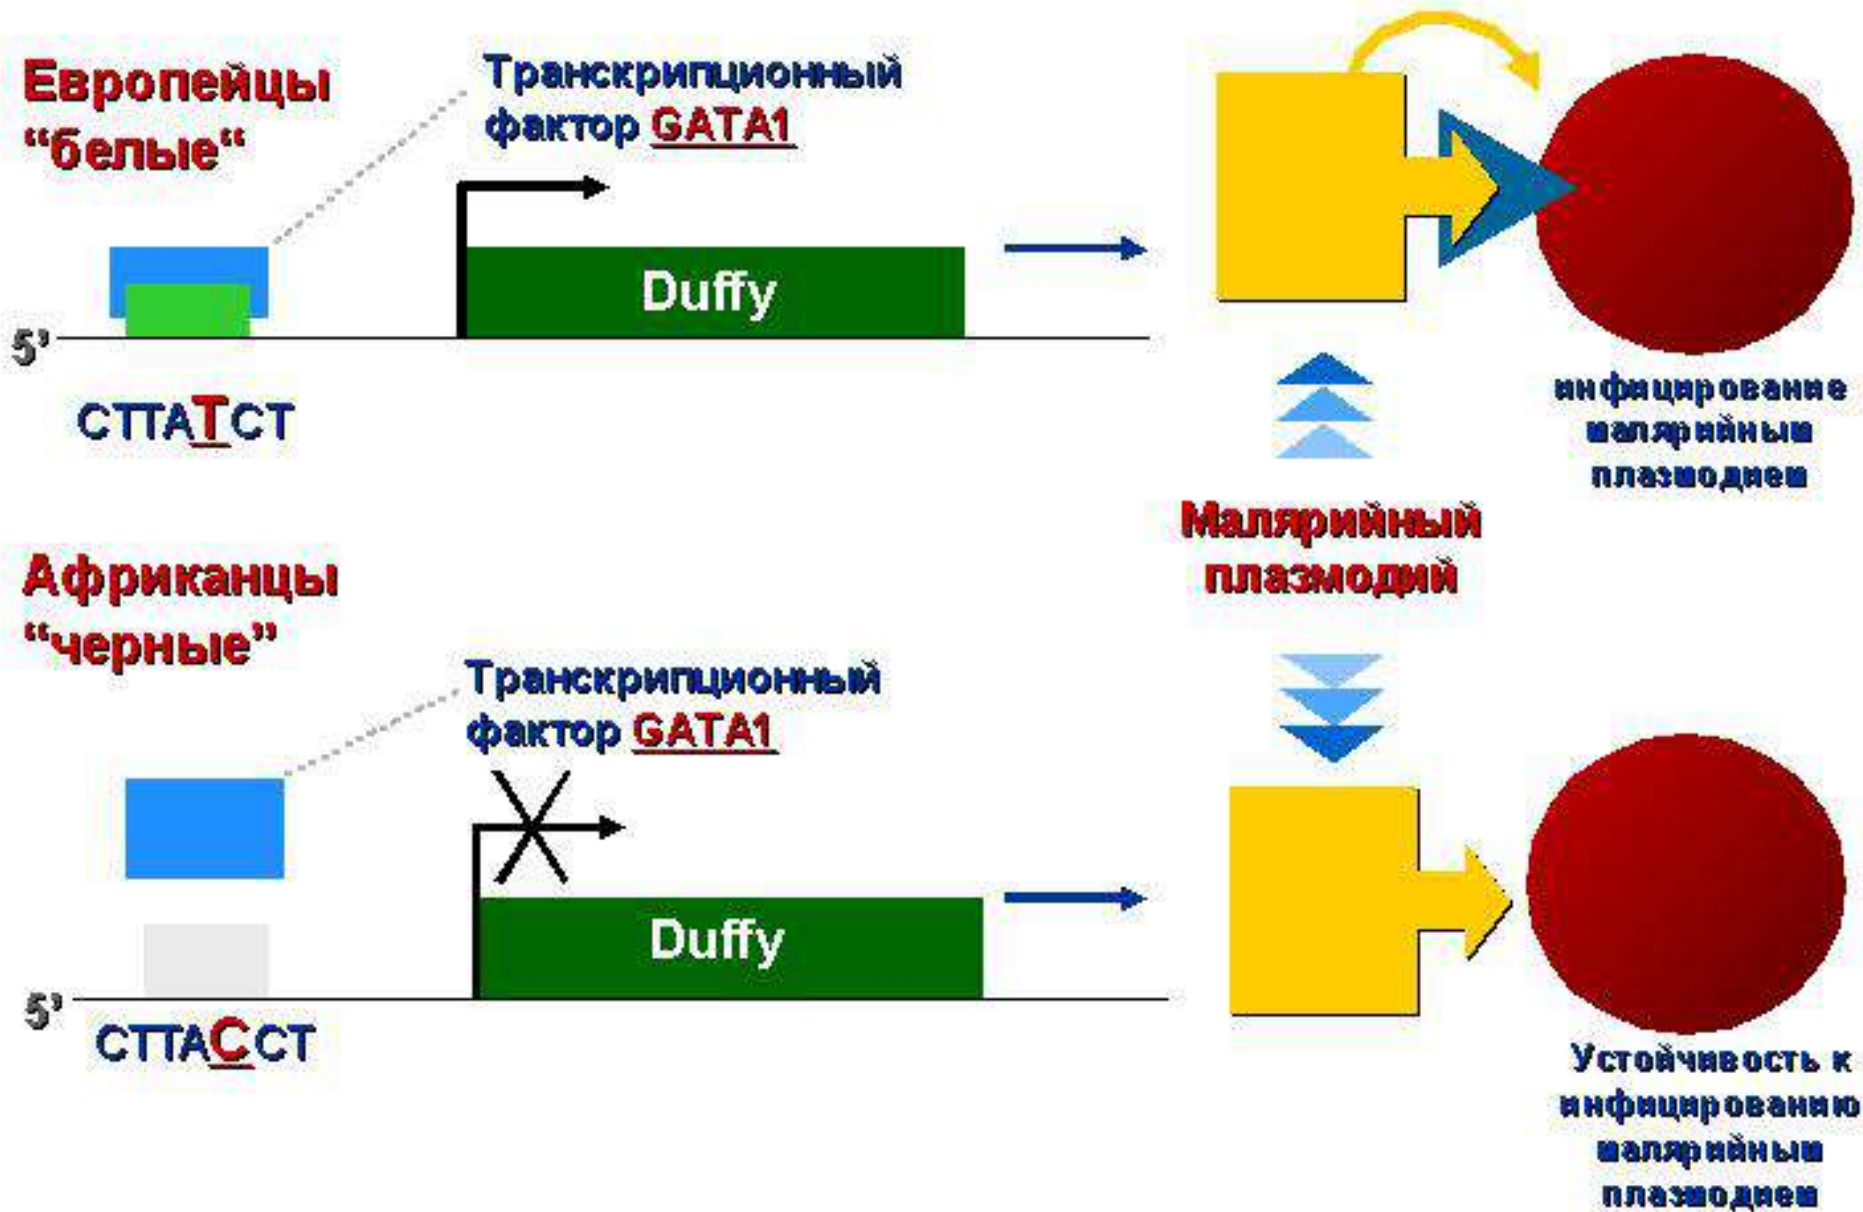 Европейцы
“белые“
Транскрипционный
фактор GATA1
Duffy
5’
CTTATCT
инфицирование
малярийным
плазмодием
Малярийный
плазмодий
Африканцы
“черные”
Транскрипционный
фактор GATA1
Duffy
5’
CTTACCT
Устойчивость к
инфицированию
малярийным
плазмодием